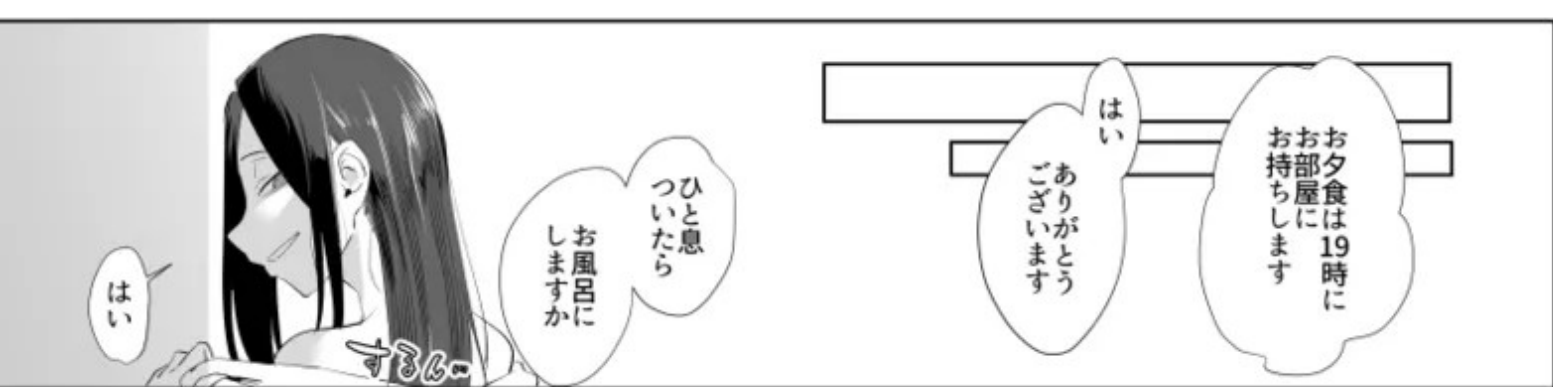 お夕食は19時に
お部屋に
お持ちします
はい
ありがとう
ございます
ひと息
ついたら
お風呂に
しますか
するん
はい